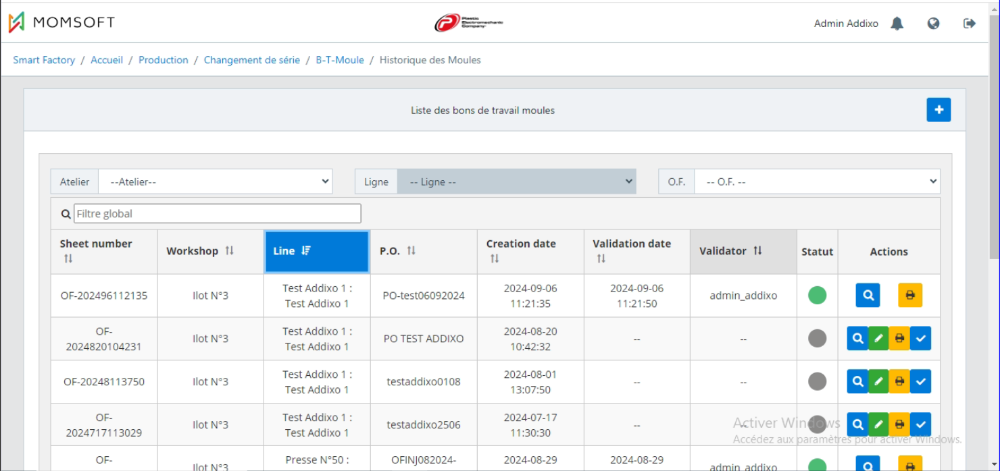 MOMSOFT
Plastic
Electromechanic
Company
Admin Addixo
Smart Factory / Accueil / Production / Changement de série / B-T-Moule / Historique des Moules
Liste des bons de travail moules
Atelier --Atelier-- Ligne -- Ligne -- O.F. -- O.F. --
Filtre global
Sheet number Workshop Line P.O. Creation date Validation date Validator Statut Actions
OF-202496112135 Ilot N°3 Test Addixo 1 : PO-test06092024 2024-09-06 2024-09-06 admin_addixo
Test Addixo 1 11:21:35 11:21:50
OF- Ilot N°3 Test Addixo 1 : PO TEST ADDIXO 2024-08-20 -- --
2024820104231 Test Addixo 1 10:42:32
OF-20248113750 Ilot N°3 Test Addixo 1 : testaddixo0108 2024-08-01 -- --
Test Addixo 1 13:07:50
OF- Ilot N°3 Test Addixo 1 : testaddixo2506 2024-07-17 -- --
2024717113029 Test Addixo 1 11:30:30
Activer Windows
Accédez aux paramètres pour activer Windows.
OF- Ilot N°3 Presse N°50 : OFINJ082024- 2024-08-29 2024-08-29 admin_addixo